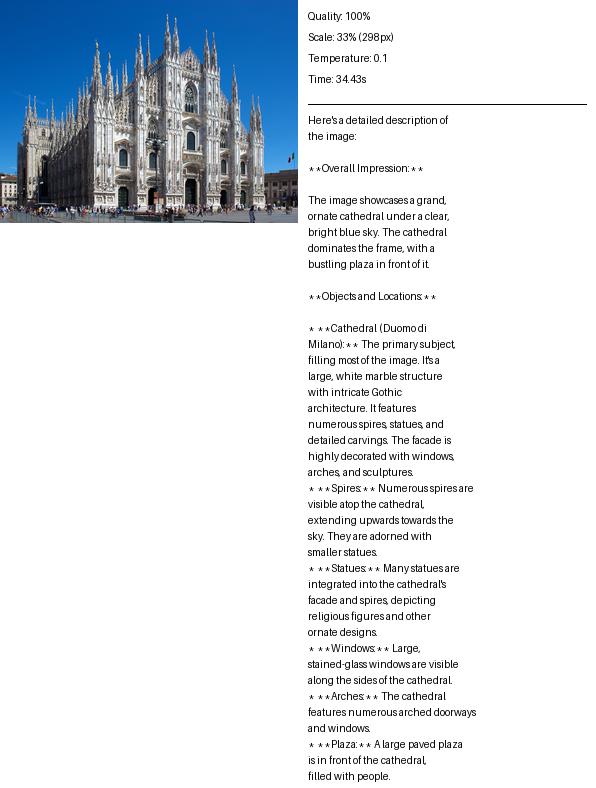 Quality: 100%
Scale: 33% (298px)
Temperature: 0.1
Time: 34.43s
Here's a detailed description of
the image:
**Overall Impression:**
The image showcases a grand,
ornate cathedral under a clear,
bright blue sky. The cathedral
dominates the frame, with a
bustling plaza in front of it.
**Objects and Locations:**
* **Cathedral (Duomo di
Milano):** The primary subject,
filling most of the image. It's a
large, white marble structure
with intricate Gothic
architecture. It features
numerous spires, statues, and
detailed carvings. The facade is
highly decorated with windows,
arches, and sculptures.
* **Spires:** Numerous spires are
visible atop the cathedral,
extending upwards towards the
sky. They are adorned with
smaller statues.
* **Statues:** Many statues are
integrated into the cathedral's
facade and spires, depicting
religious figures and other
ornate designs.
* **Windows:** Large,
stained-glass windows are visible
along the sides of the cathedral.
* **Arches:** The cathedral
features numerous arched doorways
and windows.
* **Plaza:** A large paved plaza
is in front of the cathedral,
filled with people.